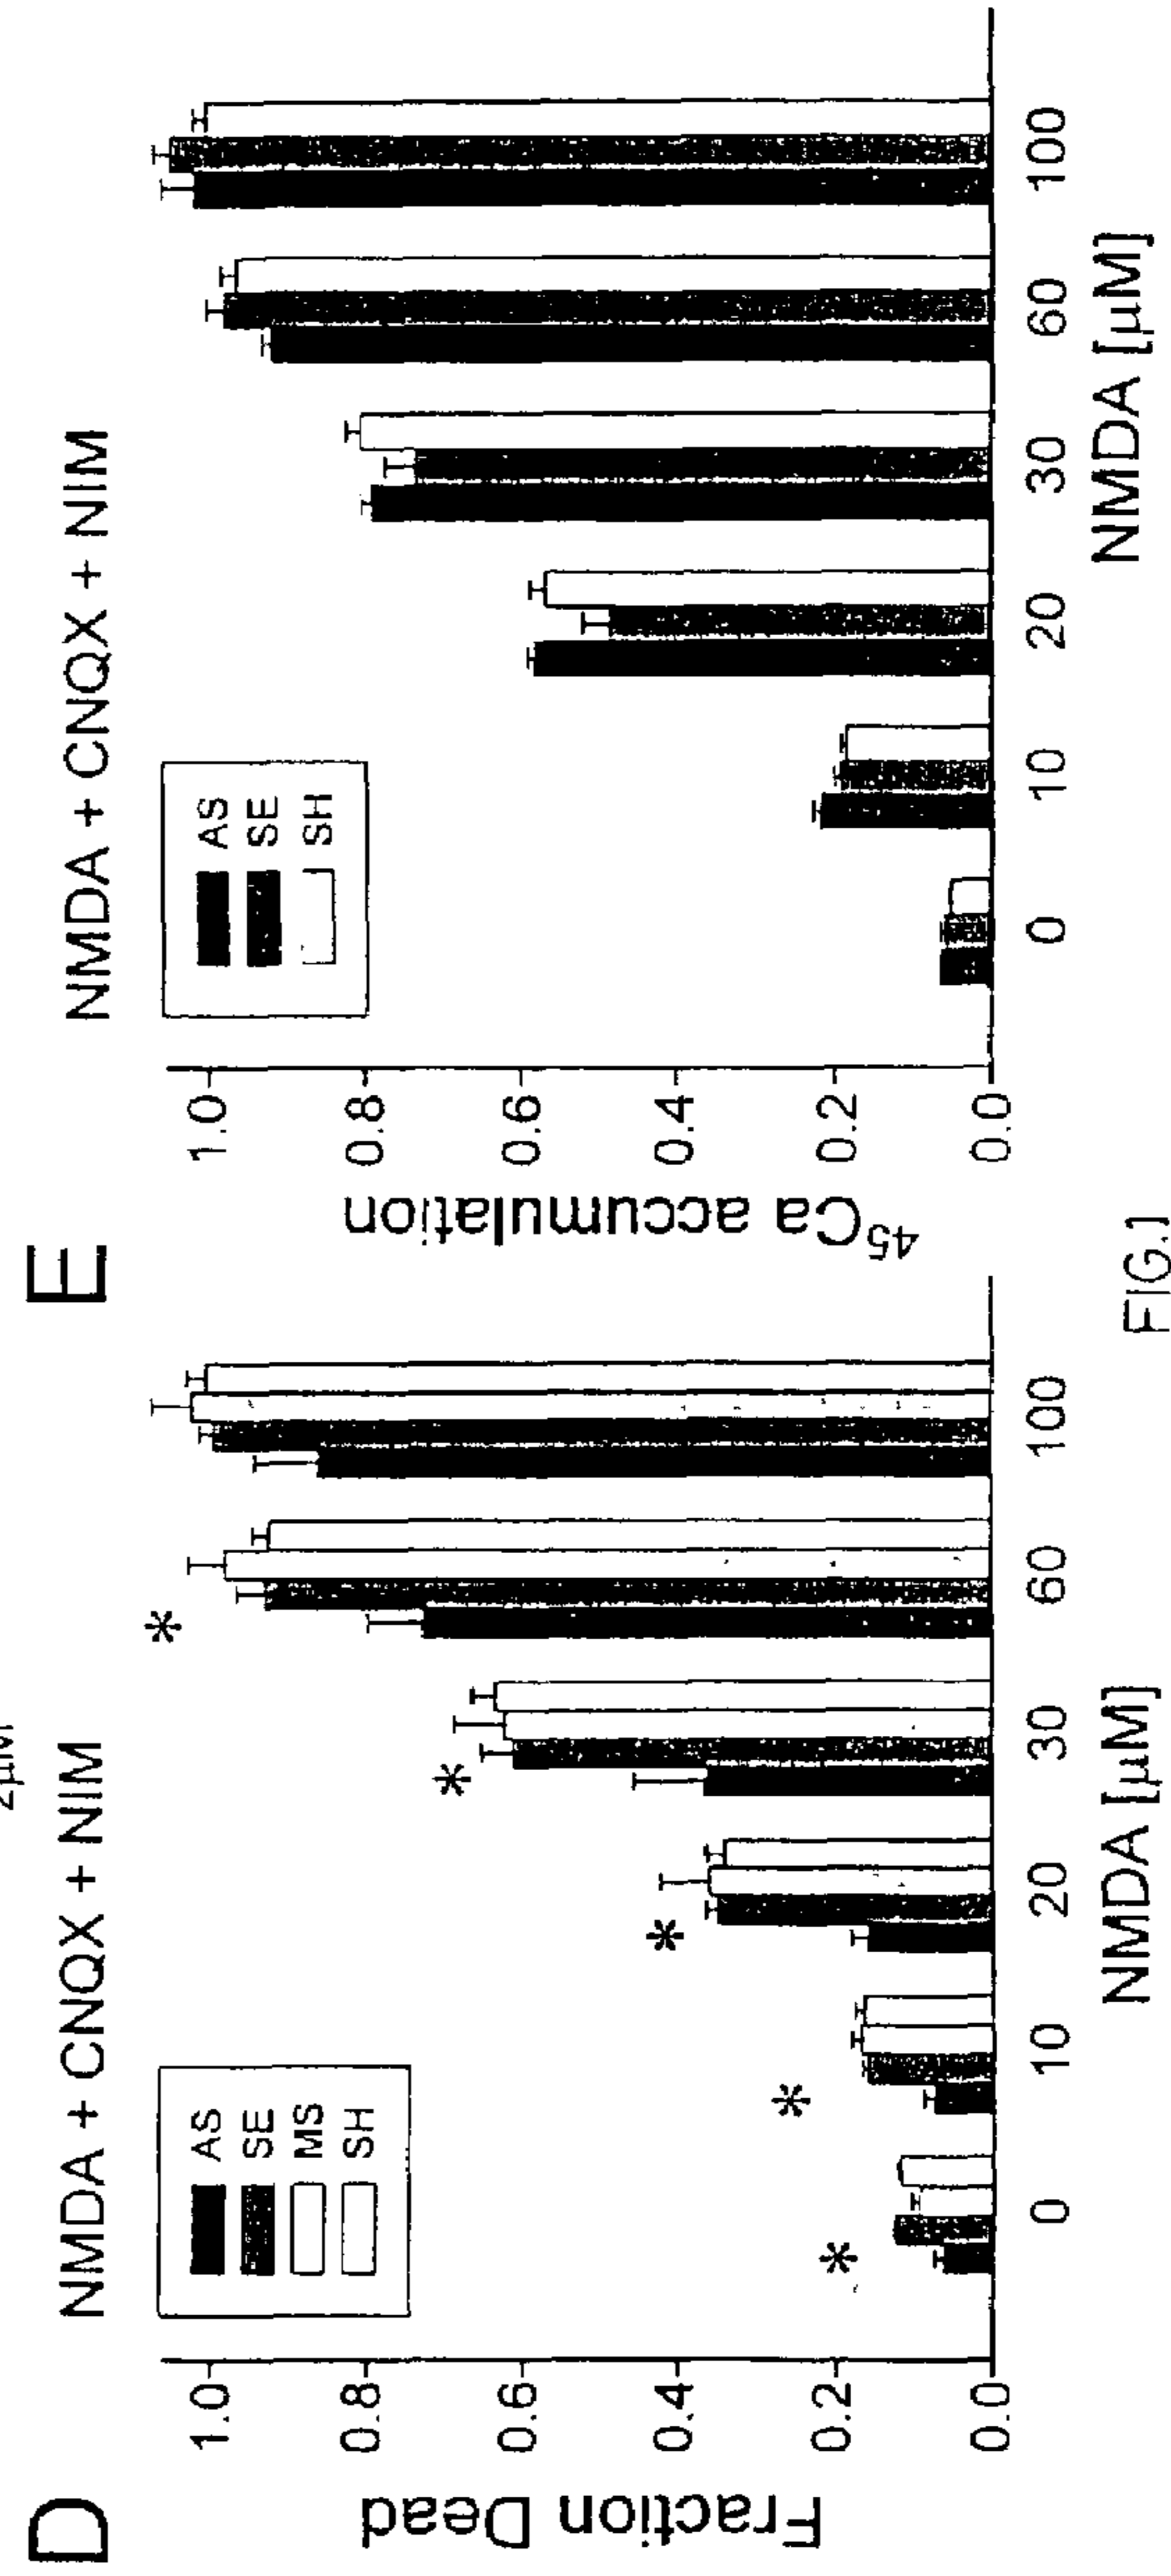 2µM
D
NMDA + CNQX + NIM
AS
SE
MS
SH
Fraction Dead
1.0
0.8
0.6
0.4
0.2
0.0
*
*
*
*
*
0 10 20 30 60 100
NMDA [µM]
E
NMDA + CNQX + NIM
AS
SE
SH
45Ca accumulation
1.0
0.8
0.6
0.4
0.2
0.0
0 10 20 30 60 100
NMDA [µM]
FIG.1